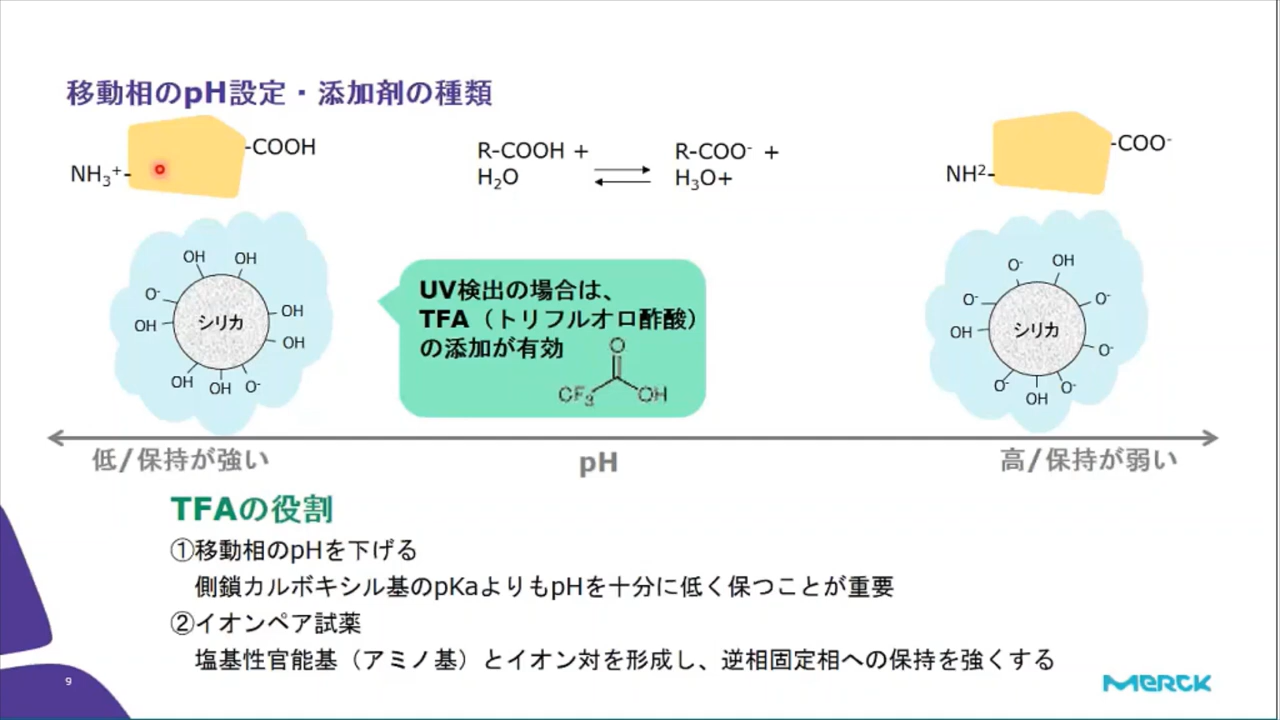 移動相のpH設定・添加剤の種類
-COOH
NH₃⁺-
R-COOH +
H₂O
R-COO⁻ +
H₃O+
-COO⁻
NH²-
OH
OH
O⁻
OH
シリカ
OH
OH
OH
OH
O⁻
UV検出の場合は、
TFA（トリフルオロ酢酸）
の添加が有効
O
CF₃
OH
O⁻
OH
O⁻
O⁻
OH
シリカ
O⁻
O⁻
OH
O⁻
低/保持が強い
pH
高/保持が弱い
TFAの役割
①移動相のpHを下げる
側鎖カルボキシル基のpKaよりもpHを十分に低く保つことが重要
②イオンペア試薬
塩基性官能基（アミノ基）とイオン対を形成し、逆相固定相への保持を強くする
9
MERCK